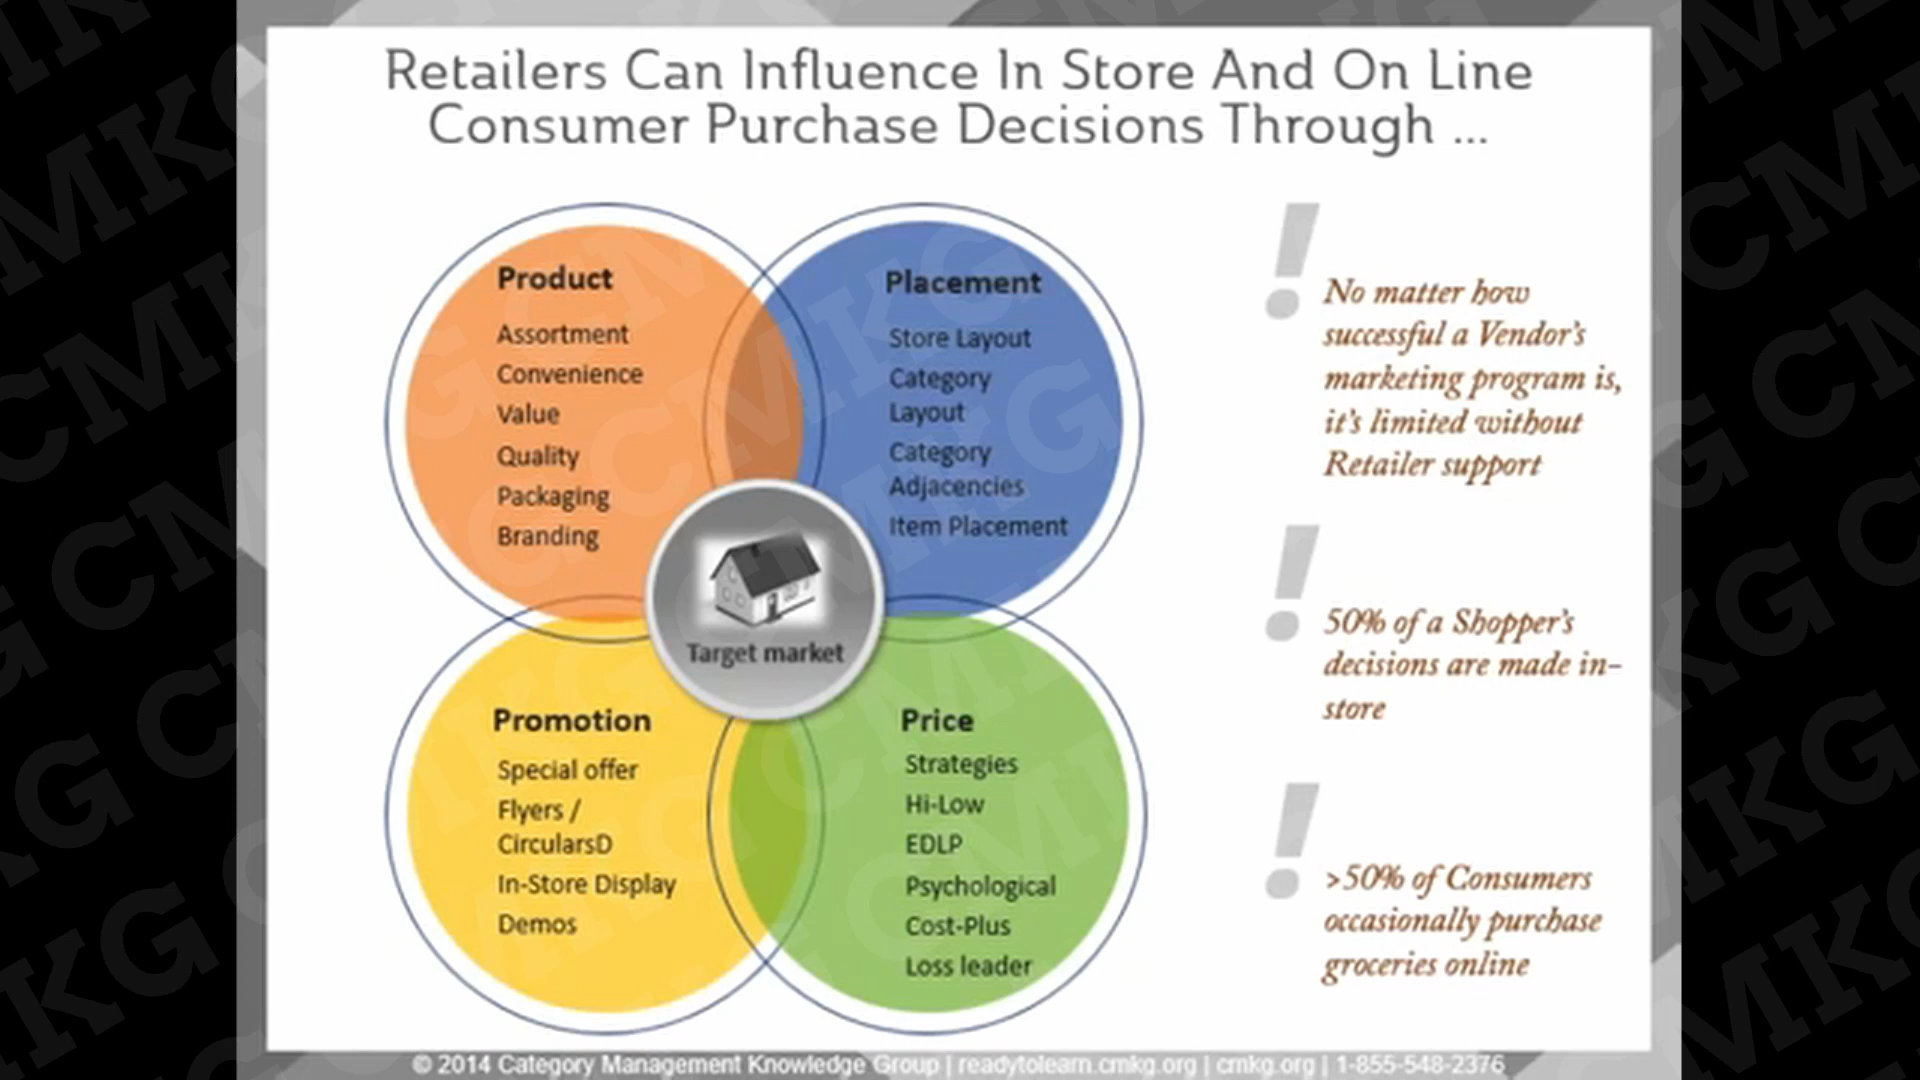 Retailers Can Influence In Store And On Line
Consumer Purchase Decisions Through ...
Product
Assortment
Convenience
Value
Quality
Packaging
Branding
Placement
Store Layout
Category
Layout
Category
Adjacencies
Item Placement
Target market
Promotion
Special offer
Flyers /
CircularsD
In-Store Display
Demos
Price
Strategies
Hi-Low
EDLP
Psychological
Cost-Plus
Loss leader
!
No matter how
successful a Vendor's
marketing program is,
it's limited without
Retailer support
!
50% of a Shopper's
decisions are made in-
store
!
>50% of Consumers
occasionally purchase
groceries online
© 2014 Category Management Knowledge Group | readytolearn.cmkg.org | cmkg.org | 1-855-548-2376
CMKG